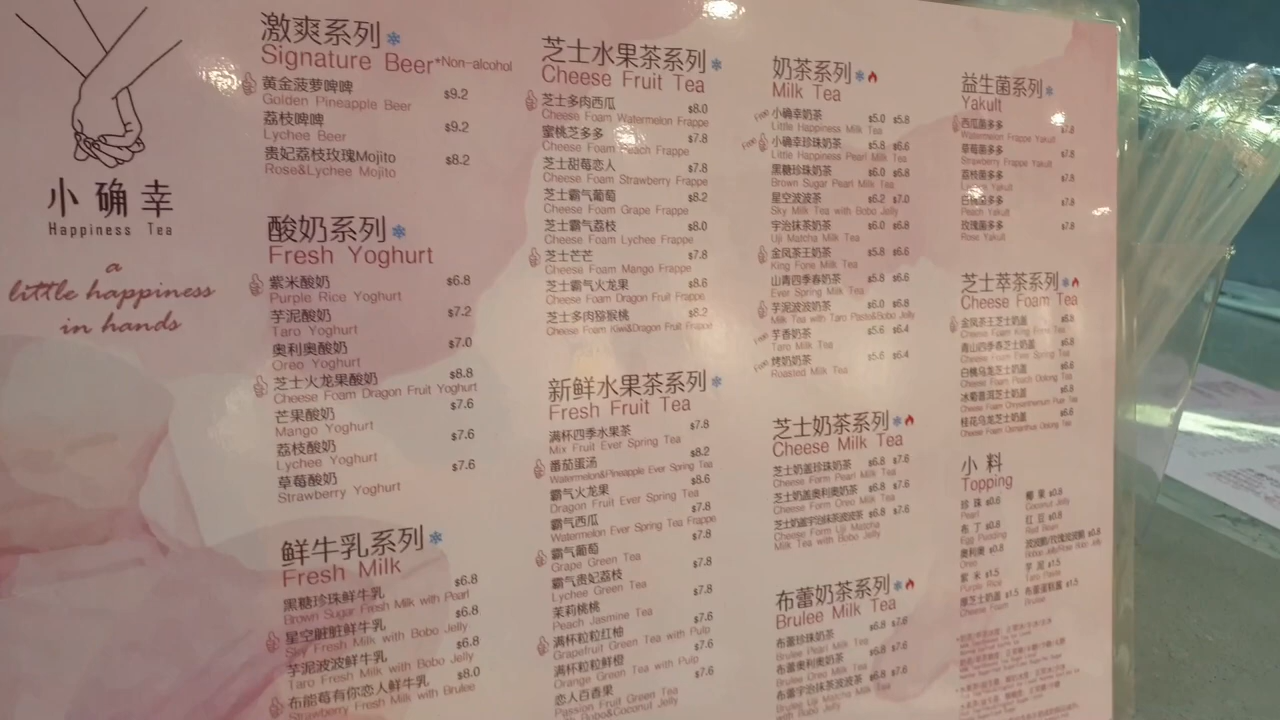 小确幸
Happiness Tea
a
little happiness
in hands
激爽系列
Signature Beer*Non-alcohol
黄金菠萝啤啤 $9.2
Golden Pineapple Beer
荔枝啤啤 $9.2
Lychee Beer
贵妃荔枝玫瑰Mojito $8.2
Rose&Lychee Mojito
酸奶系列
Fresh Yoghurt
紫米酸奶 $6.8
Purple Rice Yoghurt
芋泥酸奶 $7.2
Taro Yoghurt
奥利奥酸奶 $7.0
Oreo Yoghurt
芝士火龙果酸奶 $8.8
Cheese Foam Dragon Fruit Yoghurt
芒果酸奶 $7.6
Mango Yoghurt
荔枝酸奶 $7.6
Lychee Yoghurt
草莓酸奶 $7.6
Strawberry Yoghurt
鲜牛乳系列
Fresh Milk
黑糖珍珠鲜牛乳 $6.8
Brown Sugar Fresh Milk with Pearl
星空脏脏鲜牛乳 $6.8
Sky Fresh Milk with Bobo Jelly
芋泥波波鲜牛乳 $6.8
Taro Fresh Milk with Bobo Jelly
布能莓有你恋人鲜牛乳 $8.0
Strawberry Fresh Milk with Brulee
芝士水果茶系列
Cheese Fruit Tea
芝士多肉西瓜 $8.0
Cheese Foam Watermelon Frappe
蜜桃芝多多 $7.8
Cheese Foam Peach Frappe
芝士甜莓恋人 $7.8
Cheese Foam Strawberry Frappe
芝士霸气葡萄 $8.2
Cheese Foam Grape Frappe
芝士霸气荔枝 $8.0
Cheese Foam Lychee Frappe
芝士芒芒 $7.8
Cheese Foam Mango Frappe
芝士霸气火龙果 $8.6
Cheese Foam Dragon Fruit Frappe
芝士多肉猕猴桃 $8.2
Cheese Foam Kiwi&Dragon Fruit Frappe
新鲜水果茶系列
Fresh Fruit Tea
满杯四季水果茶 $7.8
Mix Fruit Ever Spring Tea
番茄蛋汤 $8.2
Watermelon&Pineapple Ever Spring Tea
霸气火龙果 $8.6
Dragon Fruit Ever Spring Tea
霸气西瓜 $7.8
Watermelon Ever Spring Tea Frappe
霸气葡萄 $7.8
Grape Green Tea
霸气贵妃荔枝 $7.8
Lychee Green Tea
茉莉桃桃 $7.8
Peach Jasmine Tea
满杯粒粒红柚 $7.6
Grapefruit Green Tea with Pulp
满杯粒粒鲜橙 $7.6
Orange Green Tea with Pulp
恋人百香果 $7.6
Passion Fruit Green Tea
with Bobo&Coconut Jelly
奶茶系列
Milk Tea
Free 小确幸奶茶 $5.0 $5.8
Little Happiness Milk Tea
Free 小确幸珍珠奶茶 $5.8 $6.6
Little Happiness Pearl Milk Tea
黑糖珍珠奶茶 $6.0 $6.8
Brown Sugar Pearl Milk Tea
星空波波茶 $6.2 $7.0
Sky Milk Tea with Bobo Jelly
宇治抹茶奶茶 $6.0 $6.8
Uji Matcha Milk Tea
金凤茶王奶茶 $5.8 $6.6
King Fone Milk Tea
山青四季春奶茶 $5.8 $6.6
Ever Spring Milk Tea
芋泥波波奶茶 $6.0 $6.8
Milk Tea with Taro Paste&Bobo Jelly
Free 芋香奶茶 $5.6 $6.4
Taro Milk Tea
Free 烤奶奶茶 $5.6 $6.4
Roasted Milk Tea
芝士奶茶系列
Cheese Milk Tea
芝士奶盖珍珠奶茶 $6.8 $7.6
Cheese Form Pearl Milk Tea
芝士奶盖奥利奥奶茶 $6.8 $7.6
Cheese Form Oreo Milk Tea
芝士奶盖宇治抹茶波波茶 $6.8 $7.6
Cheese Form Uji Matcha
Milk Tea with Bobo Jelly
布蕾奶茶系列
Brulee Milk Tea
布蕾珍珠奶茶 $6.8 $7.6
Brulee Pearl Milk Tea
布蕾奥利奥奶茶 $6.8 $7.6
Brulee Oreo Milk Tea
布蕾宇治抹茶波波茶 $6.8 $7.6
Brulee Uji Matcha Milk Tea
with Bobo Jelly
益生菌系列
Yakult
西瓜菌多多 $7.8
Watermelon Frappe Yakult
草莓菌多多 $7.8
Strawberry Frappe Yakult
荔枝菌多多 $7.8
Yakult
白桃菌多多 $7.8
Peach Yakult
玫瑰菌多多 $7.8
Rose Yakult
芝士萃茶系列
Cheese Foam Tea
金凤茶王芝士奶盖 $6.8
Cheese Foam King Fone Tea
青山四季春芝士奶盖 $6.8
Cheese Foam Ever Spring Tea
白桃乌龙芝士奶盖 $6.6
Cheese Foam Peach Oolong Tea
冰菊普洱芝士奶盖 $6.8
Cheese Foam Chrysanthemum Puer Tea
桂花乌龙芝士奶盖 $6.6
Cheese Foam Osmanthus Oolong Tea
小料
Topping
珍珠 $0.6 椰果 $0.8
Pearl Coconut Jelly
布丁 $0.8 红豆 $0.8
Egg Pudding Red Bean
奥利奥 $0.8 $0.8
Oreo
紫米 $1.5 芋泥 $1.5
Purple Rice Taro Paste
芝士奶盖 $1.5 $1.5
Cheese Foam Brulee